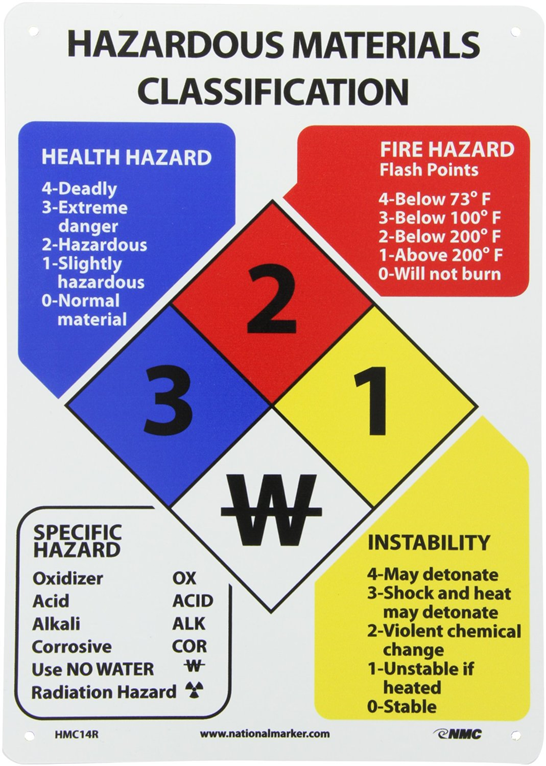 HAZARDOUS MATERIALS
CLASSIFICATION
HEALTH HAZARD
4-Deadly
3-Extreme
danger
2-Hazardous
1-Slightly
hazardous
0-Normal
material
FIRE HAZARD
Flash Points
4-Below 73° F
3-Below 100° F
2-Below 200° F
1-Above 200° F
0-Will not burn
2
3
1
W
SPECIFIC
HAZARD
Oxidizer OX
Acid ACID
Alkali ALK
Corrosive COR
Use NO WATER W
Radiation Hazard ☢
INSTABILITY
4-May detonate
3-Shock and heat
may detonate
2-Violent chemical
change
1-Unstable if
heated
0-Stable
HMC14R
www.nationalmarker.com
NMC